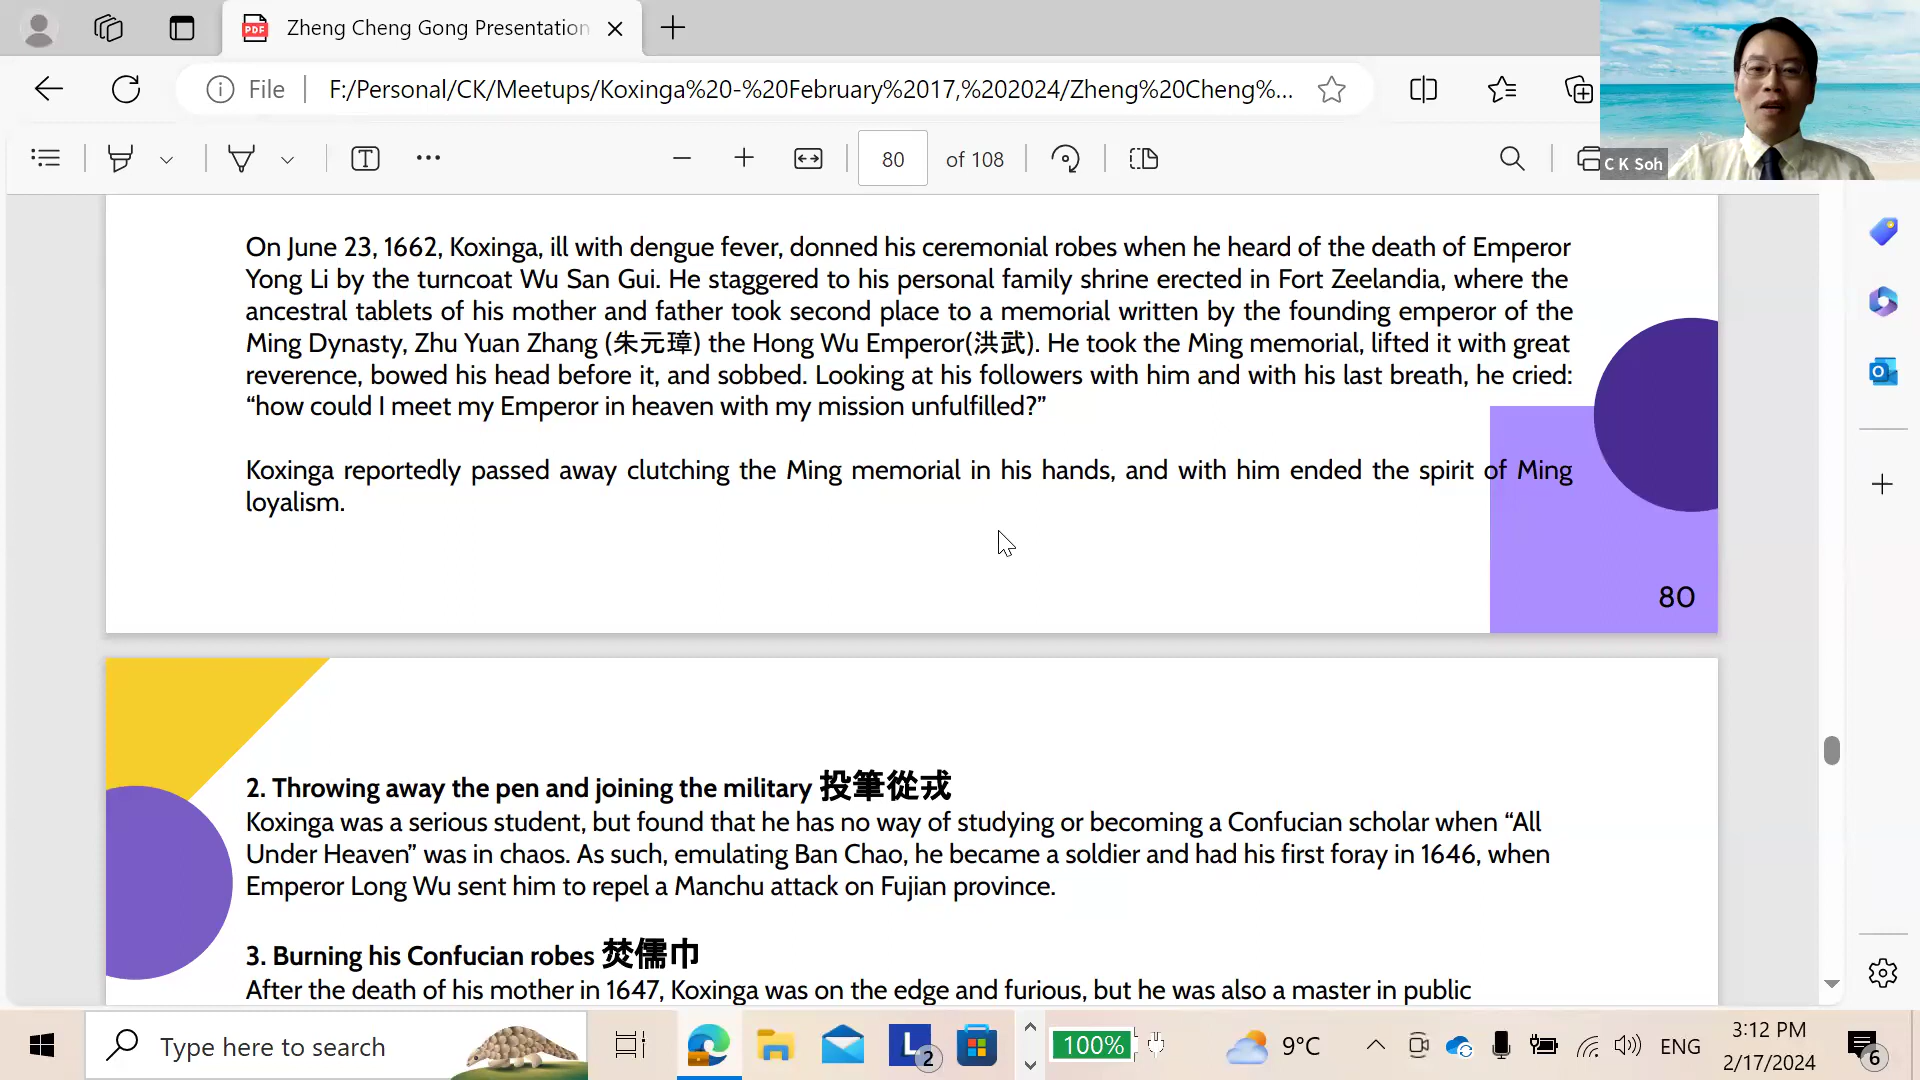 Zheng Cheng Gong Presentation
File
F:/Personal/CK/Meetups/Koxinga%20-%20February%2017,%202024/Zheng%20Cheng%...
80 of 108
C K Soh
On June 23, 1662, Koxinga, ill with dengue fever, donned his ceremonial robes when he heard of the death of Emperor
Yong Li by the turncoat Wu San Gui. He staggered to his personal family shrine erected in Fort Zeelandia, where the
ancestral tablets of his mother and father took second place to a memorial written by the founding emperor of the
Ming Dynasty, Zhu Yuan Zhang (朱元璋) the Hong Wu Emperor(洪武). He took the Ming memorial, lifted it with great
reverence, bowed his head before it, and sobbed. Looking at his followers with him and with his last breath, he cried:
“how could I meet my Emperor in heaven with my mission unfulfilled?”
Koxinga reportedly passed away clutching the Ming memorial in his hands, and with him ended the spirit of Ming
loyalism.
80
2. Throwing away the pen and joining the military 投筆從戎
Koxinga was a serious student, but found that he has no way of studying or becoming a Confucian scholar when “All
Under Heaven” was in chaos. As such, emulating Ban Chao, he became a soldier and had his first foray in 1646, when
Emperor Long Wu sent him to repel a Manchu attack on Fujian province.
3. Burning his Confucian robes 焚儒巾
After the death of his mother in 1647, Koxinga was on the edge and furious, but he was also a master in public
Type here to search
L 2
100%
9°C
ENG
3:12 PM
2/17/2024
6